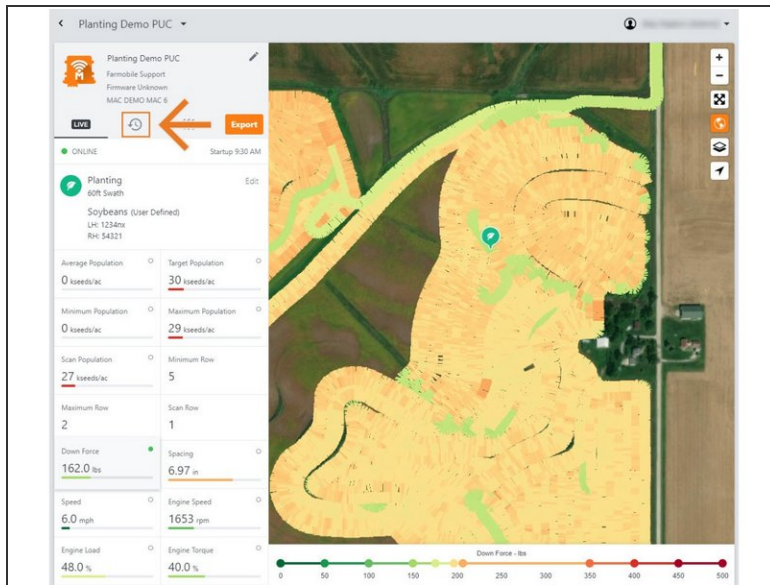 Planting Demo PUC
Planting Demo PUC
Farmobile Support
Firmware Unknown
MAC DEMO MAC 6
LIVE
Export
ONLINE
Startup 9:30 AM
Planting
Edit
60ft Swath
Soybeans (User Defined)
LH: 1234nx
RH: 54321
Average Population
Target Population
0 kseeds/ac
30 kseeds/ac
Minimum Population
Maximum Population
0 kseeds/ac
29 kseeds/ac
Scan Population
Minimum Row
27 kseeds/ac
5
Maximum Row
Scan Row
2
1
Down Force
Spacing
162.0 lbs
6.97 in
Speed
Engine Speed
6.0 mph
1653 rpm
Engine Load
Engine Torque
48.0 %
40.0 %
Down Force - lbs
0 50 100 150 200 250 300 350 400 450 500